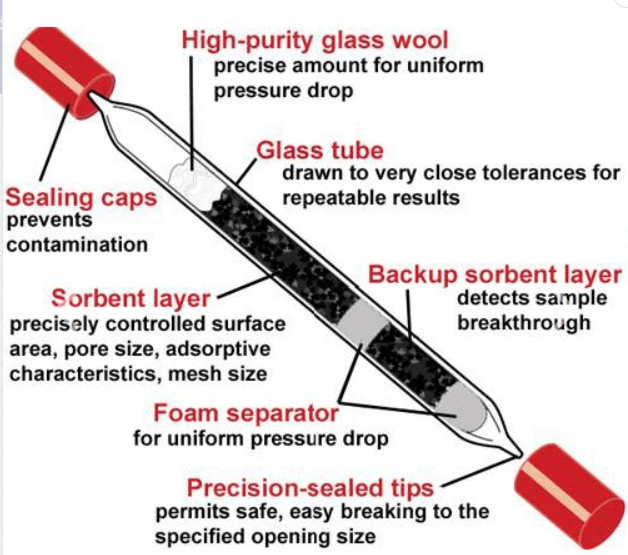 High-purity glass wool
precise amount for uniform
pressure drop
Glass tube
drawn to very close tolerances for
repeatable results
Sealing caps
prevents
contamination
Backup sorbent layer
detects sample
breakthrough
Sorbent layer
precisely controlled surface
area, pore size, adsorptive
characteristics, mesh size
Foam separator
for uniform pressure drop
Precision-sealed tips
permits safe, easy breaking to the
specified opening size